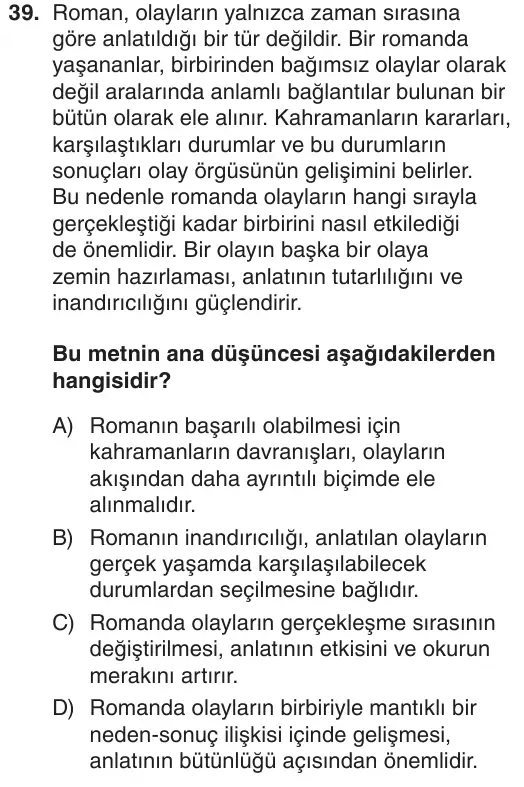 39. Roman, olayların yalnızca zaman sırasına
göre anlatıldığı bir tür değildir. Bir romanda
yaşananlar, birbirinden bağımsız olaylar olarak
değil aralarında anlamlı bağlantılar bulunan bir
bütün olarak ele alınır. Kahramanların kararları,
karşılaştıkları durumlar ve bu durumların
sonuçları olay örgüsünün gelişimini belirler.
Bu nedenle romanda olayların hangi sırayla
gerçekleştiği kadar birbirini nasıl etkilediği
de önemlidir. Bir olayın başka bir olaya
zemin hazırlaması, anlatının tutarlılığını ve
inandırıcılığını güçlendirir.
Bu metnin ana düşüncesi aşağıdakilerden
hangisidir?
A) Romanın başarılı olabilmesi için
kahramanların davranışları, olayların
akışından daha ayrıntılı biçimde ele
alınmalıdır.
B) Romanın inandırıcılığı, anlatılan olayların
gerçek yaşamda karşılaşılabilecek
durumlardan seçilmesine bağlıdır.
C) Romanda olayların gerçekleşme sırasının
değiştirilmesi, anlatının etkisini ve okurun
merakını artırır.
D) Romanda olayların birbiriyle mantıklı bir
neden-sonuç ilişkisi içinde gelişmesi,
anlatının bütünlüğü açısından önemlidir.